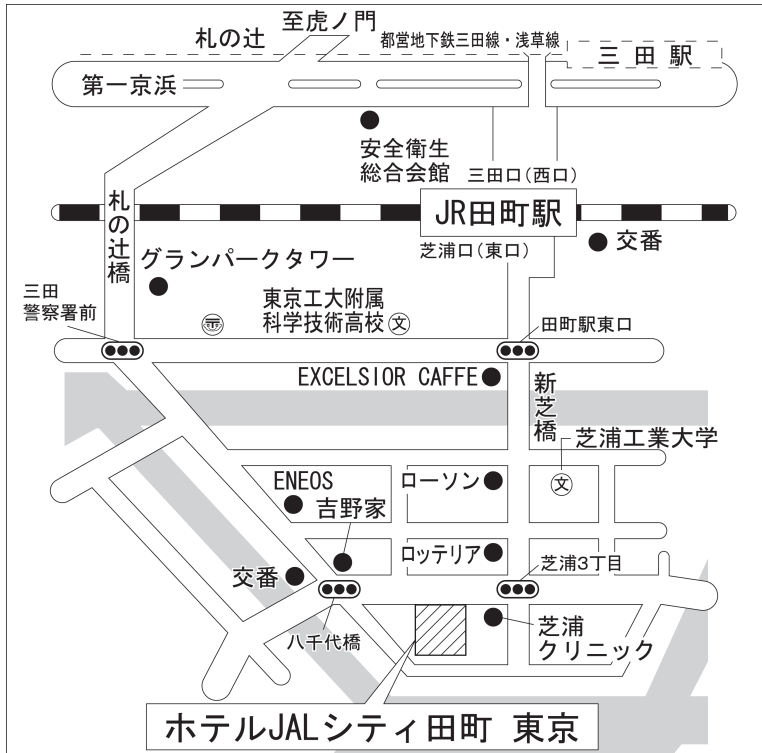 至虎ノ門
札の辻
都営地下鉄三田線・浅草線
三田駅
第一京浜
安全衛生
総合会館
三田口(西口)
札の辻橋
JR田町駅
芝浦口(東口)
交番
グランパークタワー
三田
警察署前
東京工大附属
科学技術高校
文
〒
田町駅東口
EXCELSIOR CAFFE
新芝橋
芝浦工業大学
ENEOS
ローソン
文
吉野家
ロッテリア
芝浦3丁目
交番
八千代橋
芝浦
クリニック
ホテルJALシティ田町 東京